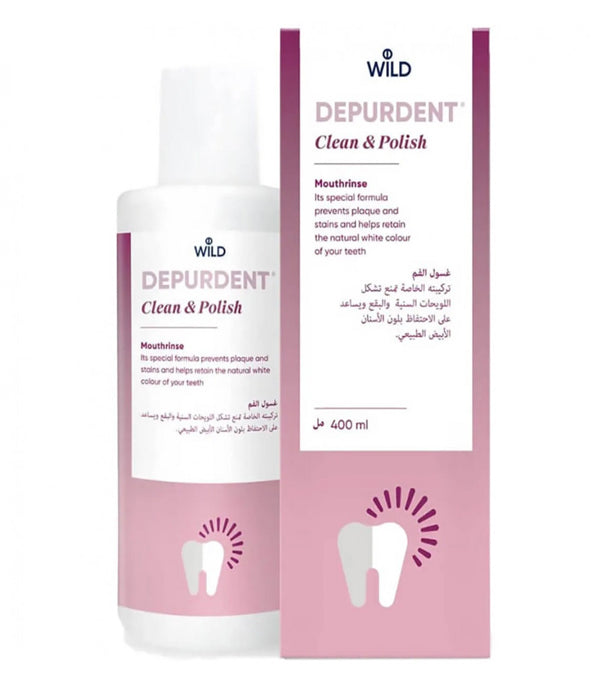 WILD
DEPURDENT®
Clean & Polish
Mouthrinse
Its special formula prevents plaque and
stains and helps retain the natural white
colour of your teeth
غسول الفم
تركيبته الخاصة تمنع تشكل اللويحات السنية والبقع ويساعد
على الاحتفاظ بلون الأسنان الأبيض الطبيعي.
WILD
DEPURDENT®
Clean & Polish
Mouthrinse
Its special formula
prevents plaque and
stains and helps retain
the natural white colour
of your teeth
غسول الفم
تركيبته الخاصة تمنع تشكل
اللويحات السنية والبقع ويساعد
على الاحتفاظ بلون الأسنان
الأبيض الطبيعي.
400 ml مل